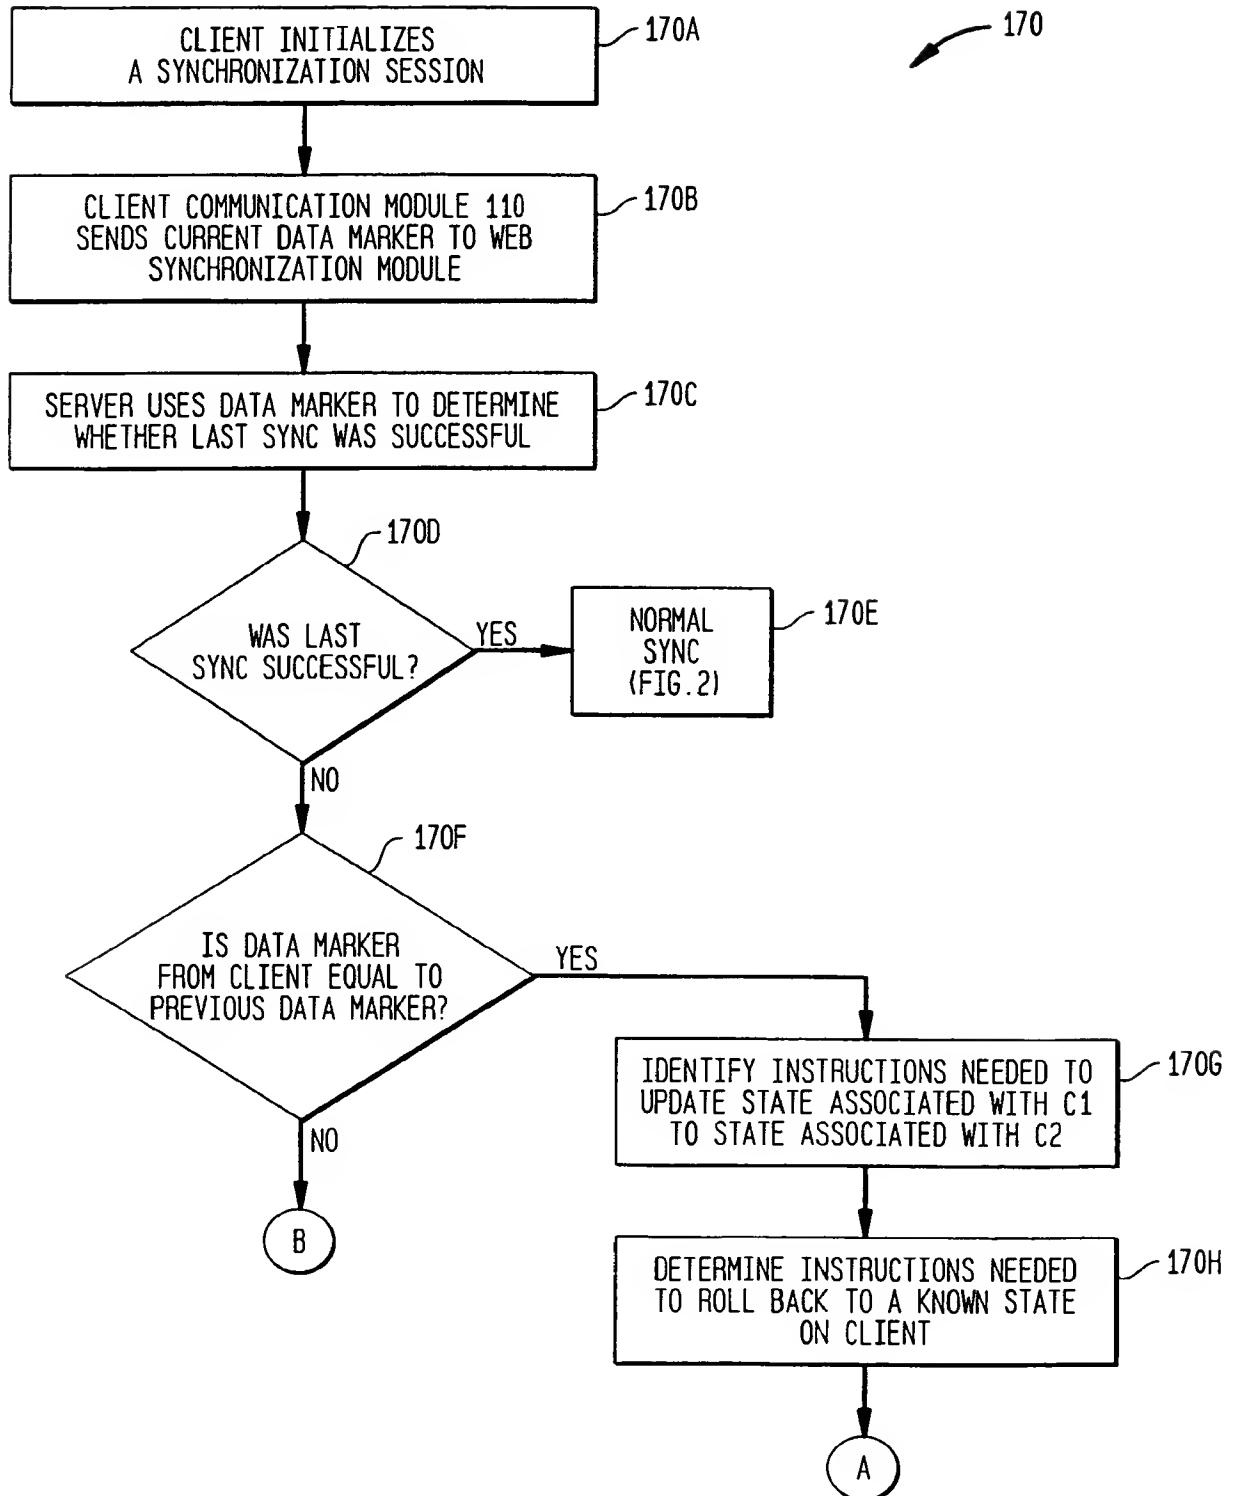 170
CLIENT INITIALIZES
A SYNCHRONIZATION SESSION
170A
CLIENT COMMUNICATION MODULE 110
SENDS CURRENT DATA MARKER TO WEB
SYNCHRONIZATION MODULE
170B
SERVER USES DATA MARKER TO DETERMINE
WHETHER LAST SYNC WAS SUCCESSFUL
170C
170D
WAS LAST
SYNC SUCCESSFUL?
YES
NORMAL
SYNC
(FIG.2)
170E
NO
170F
IS DATA MARKER
FROM CLIENT EQUAL TO
PREVIOUS DATA MARKER?
YES
NO
B
IDENTIFY INSTRUCTIONS NEEDED TO
UPDATE STATE ASSOCIATED WITH C1
TO STATE ASSOCIATED WITH C2
170G
DETERMINE INSTRUCTIONS NEEDED
TO ROLL BACK TO A KNOWN STATE
ON CLIENT
170H
A